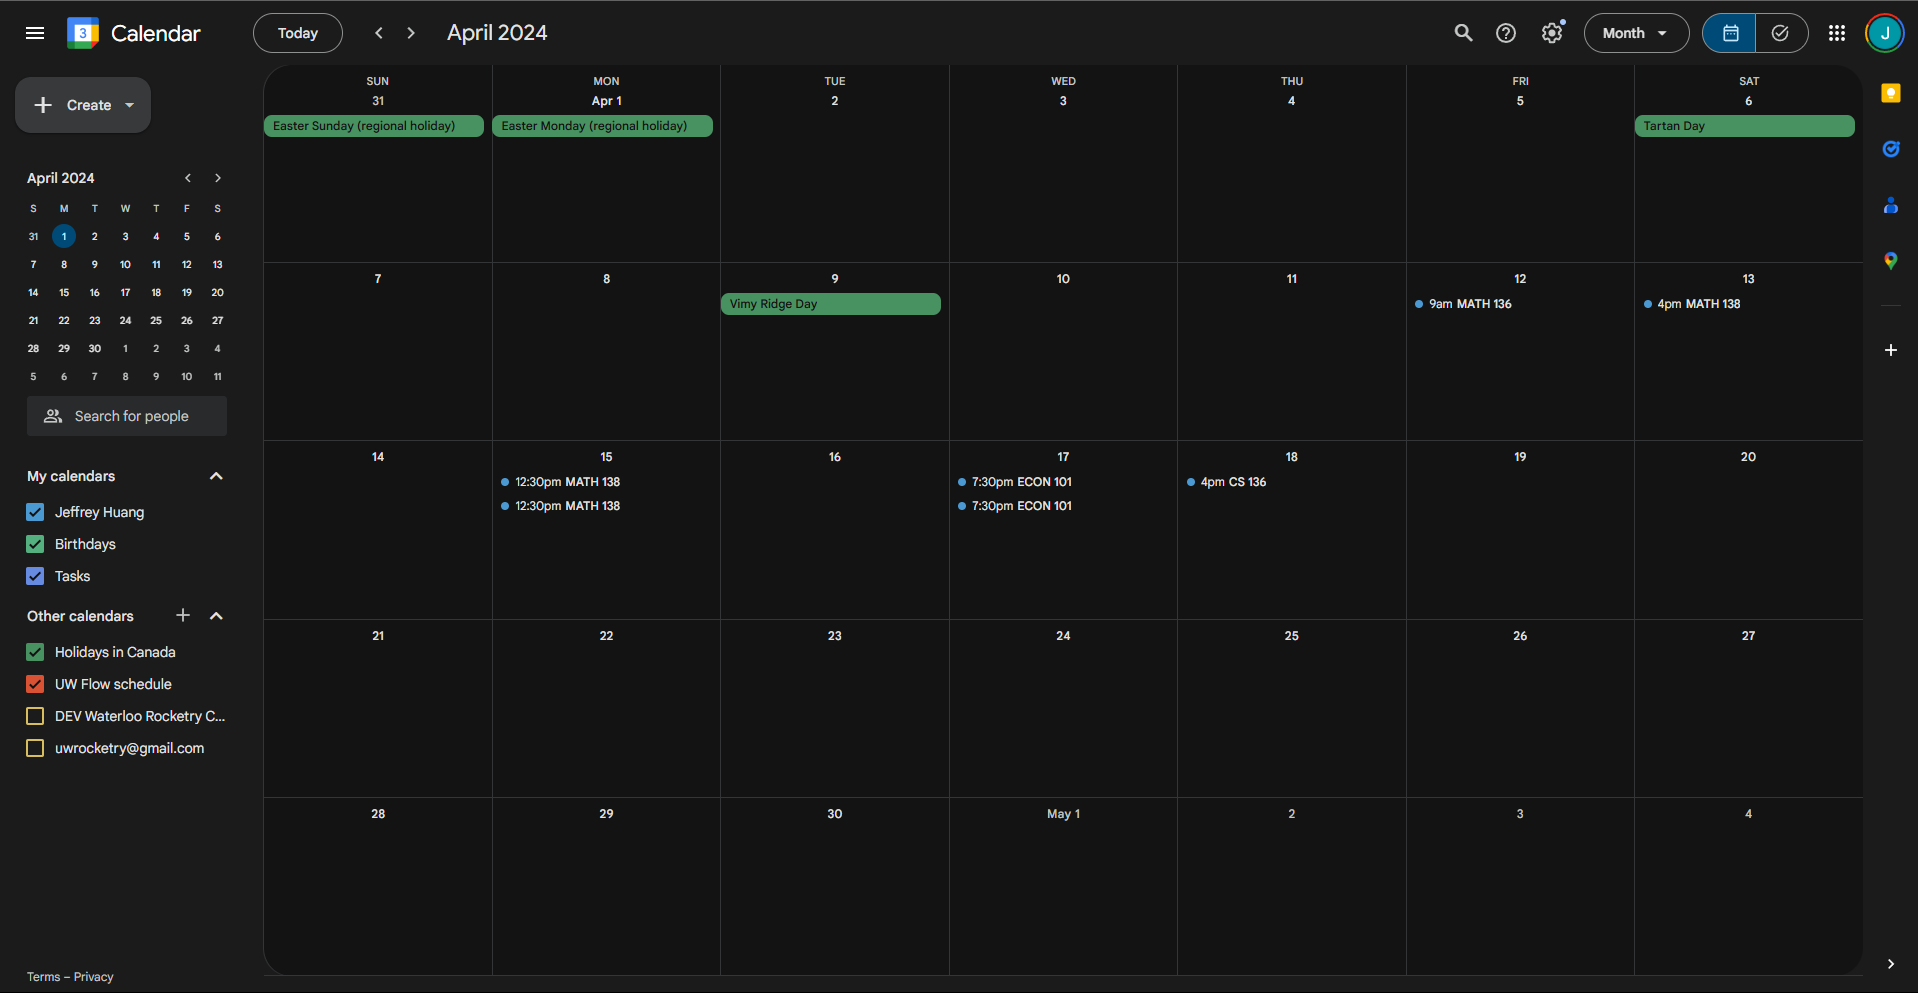 3 Calendar
Today
April 2024
Month
J
Create
April 2024
S M T W T F S
31 1 2 3 4 5 6
7 8 9 10 11 12 13
14 15 16 17 18 19 20
21 22 23 24 25 26 27
28 29 30 1 2 3 4
5 6 7 8 9 10 11
Search for people
My calendars
Jeffrey Huang
Birthdays
Tasks
Other calendars
Holidays in Canada
UW Flow schedule
DEV Waterloo Rocketry C...
uwrocketry@gmail.com
Terms – Privacy
SUN MON TUE WED THU FRI SAT
31 Apr 1 2 3 4 5 6
Easter Sunday (regional holiday) Easter Monday (regional holiday) Tartan Day
7 8 9 10 11 12 13
Vimy Ridge Day 9am MATH 136 4pm MATH 138
14 15 16 17 18 19 20
12:30pm MATH 138 7:30pm ECON 101 4pm CS 136
12:30pm MATH 138 7:30pm ECON 101
21 22 23 24 25 26 27
28 29 30 May 1 2 3 4